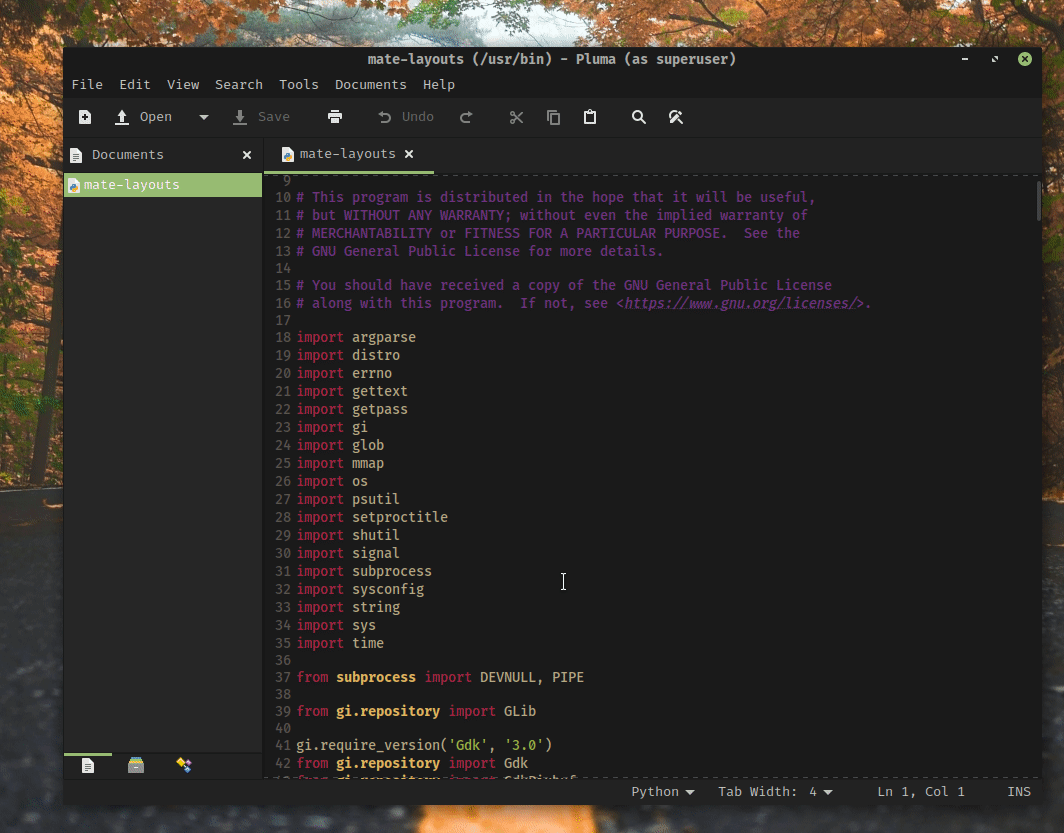 mate-layouts (/usr/bin) - Pluma (as superuser)
File Edit View Search Tools Documents Help
Open Save Undo
Documents
mate-layouts
mate-layouts
9
10 # This program is distributed in the hope that it will be useful,
11 # but WITHOUT ANY WARRANTY; without even the implied warranty of
12 # MERCHANTABILITY or FITNESS FOR A PARTICULAR PURPOSE.  See the
13 # GNU General Public License for more details.
14
15 # You should have received a copy of the GNU General Public License
16 # along with this program.  If not, see <https://www.gnu.org/licenses/>.
17
18 import argparse
19 import distro
20 import errno
21 import gettext
22 import getpass
23 import gi
24 import glob
25 import mmap
26 import os
27 import psutil
28 import setproctitle
29 import shutil
30 import signal
31 import subprocess
32 import sysconfig
33 import string
34 import sys
35 import time
36
37 from subprocess import DEVNULL, PIPE
38
39 from gi.repository import GLib
40
41 gi.require_version('Gdk', '3.0')
42 from gi.repository import Gdk
43 from gi.repository import GdkPixbuf
Python Tab Width: 4 Ln 1, Col 1 INS